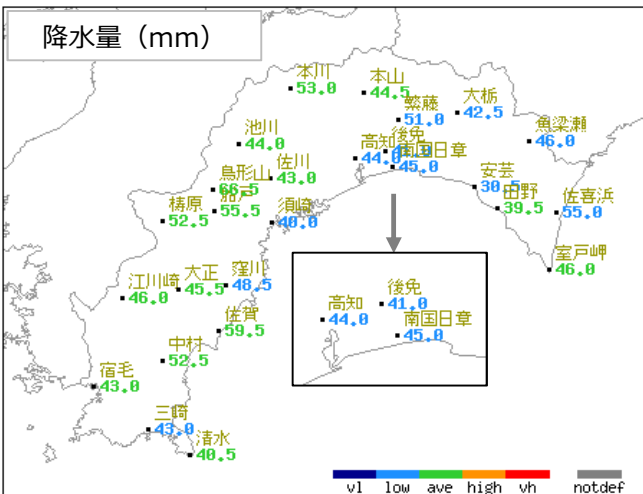 降水量（mm）
本川
53.0
本山
44.5
繁藤
51.0
大栃
42.5
魚梁瀬
46.0
池川
44.0
高知
44.0
後免
南国日章
45.0
鳥形山
66.5
佐川
43.0
船戸
55.5
梼原
52.5
須崎
40.0
安芸
30.5
田野
39.5
佐喜浜
55.0
室戸岬
46.0
江川崎
46.0
大正
45.5
窪川
48.5
佐賀
59.5
高知
44.0
後免
41.0
南国日章
45.0
中村
52.5
宿毛
43.0
三崎
43.0
清水
40.5
vl low ave high vh notdef